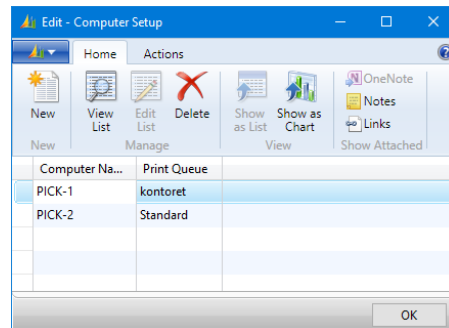 Edit - Computer Setup
Home Actions
New
View List
Edit List
Delete
Show as List
Show as Chart
OneNote
Notes
Links
New Manage View Show Attached
Computer Na... Print Queue
PICK-1 kontoret
PICK-2 Standard
OK